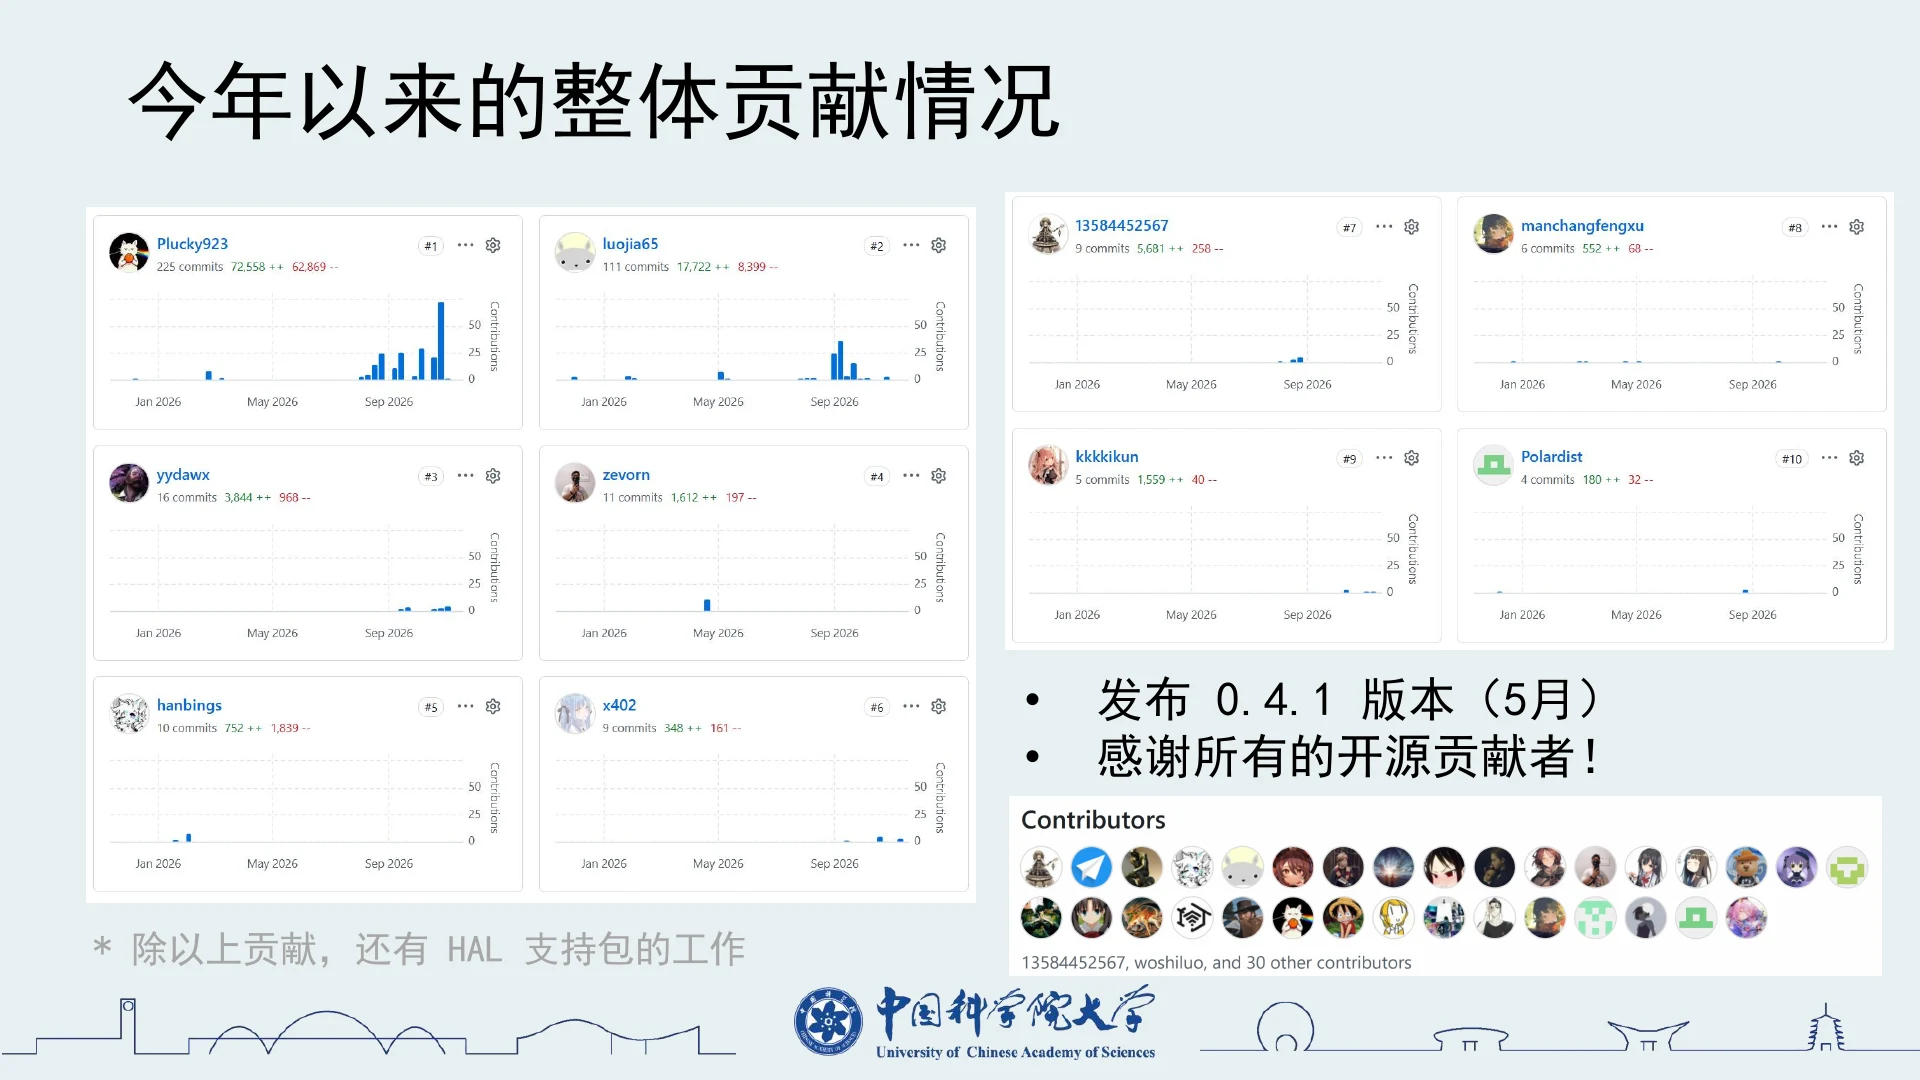 今年以来的整体贡献情况
Plucky923
#1
225 commits 72,558 ++ 62,869 --
Contributions
50
25
0
Jan 2026 May 2026 Sep 2026
luojia65
#2
111 commits 17,722 ++ 8,399 --
Contributions
50
25
0
Jan 2026 May 2026 Sep 2026
yydawx
#3
16 commits 3,844 ++ 968 --
Contributions
50
25
0
Jan 2026 May 2026 Sep 2026
zevorn
#4
11 commits 1,612 ++ 197 --
Contributions
50
25
0
Jan 2026 May 2026 Sep 2026
hanbings
#5
10 commits 752 ++ 1,839 --
Contributions
50
25
0
Jan 2026 May 2026 Sep 2026
x402
#6
9 commits 348 ++ 161 --
Contributions
50
25
0
Jan 2026 May 2026 Sep 2026
* 除以上贡献，还有 HAL 支持包的工作
13584452567
#7
9 commits 5,681 ++ 258 --
Contributions
50
25
0
Jan 2026 May 2026 Sep 2026
manchangfengxu
#8
6 commits 552 ++ 68 --
Contributions
50
25
0
Jan 2026 May 2026 Sep 2026
kkkkikun
#9
5 commits 1,559 ++ 40 --
Contributions
50
25
0
Jan 2026 May 2026 Sep 2026
Polardist
#10
4 commits 180 ++ 32 --
Contributions
50
25
0
Jan 2026 May 2026 Sep 2026
• 发布 0.4.1 版本（5月）
• 感谢所有的开源贡献者！
Contributors
13584452567, woshiluo, and 30 other contributors
中国科学院大学
University of Chinese Academy of Sciences